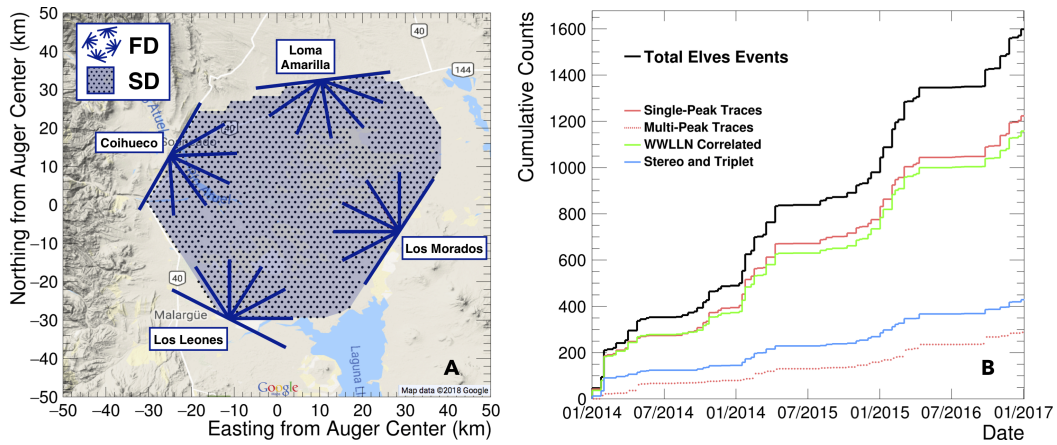 50
40
30
20
10
0
−10
−20
−30
−40
−50
Northing from Auger Center (km)
FD
SD
Loma
Amarilla
Coihueco
Los Morados
Los Leones
Malargüe
40
144
40
40
Laguna
Google
Map data ©2018 Google
A
−50 −40 −30 −20 −10 0 10 20 30 40 50
Easting from Auger Center (km)
Cumulative Counts
1600
1400
1200
1000
800
600
400
200
0
Total Elves Events
Single-Peak Traces
Multi-Peak Traces
WWLLN Correlated
Stereo and Triplet
B
01/2014 07/2014 01/2014 07/2015 01/2015 07/2016 01/2017
Date